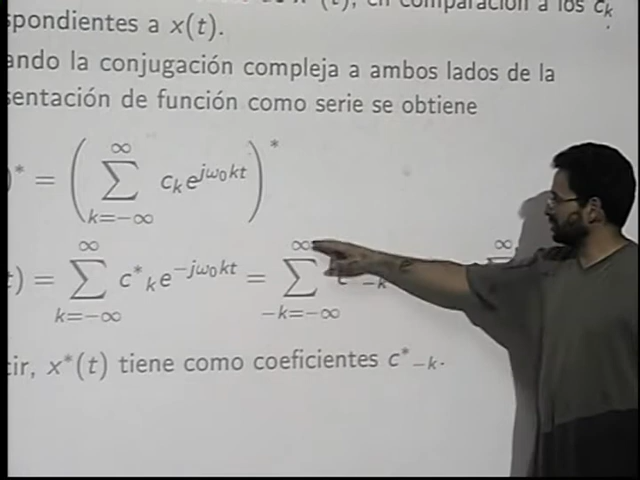 en comparación a los c_k
spondientes a x(t).
ando la conjugación compleja a ambos lados de la
sentación de función como serie se obtiene
)* = ( ∑_{k=−∞}^{∞} c_k e^{jω_0kt} )*
t) = ∑_{k=−∞}^{∞} c*_k e^{−jω_0kt} = ∑_{−k=−∞}^{∞} c*_{−k} ∞
cir, x*(t) tiene como coeficientes c*_{−k}.